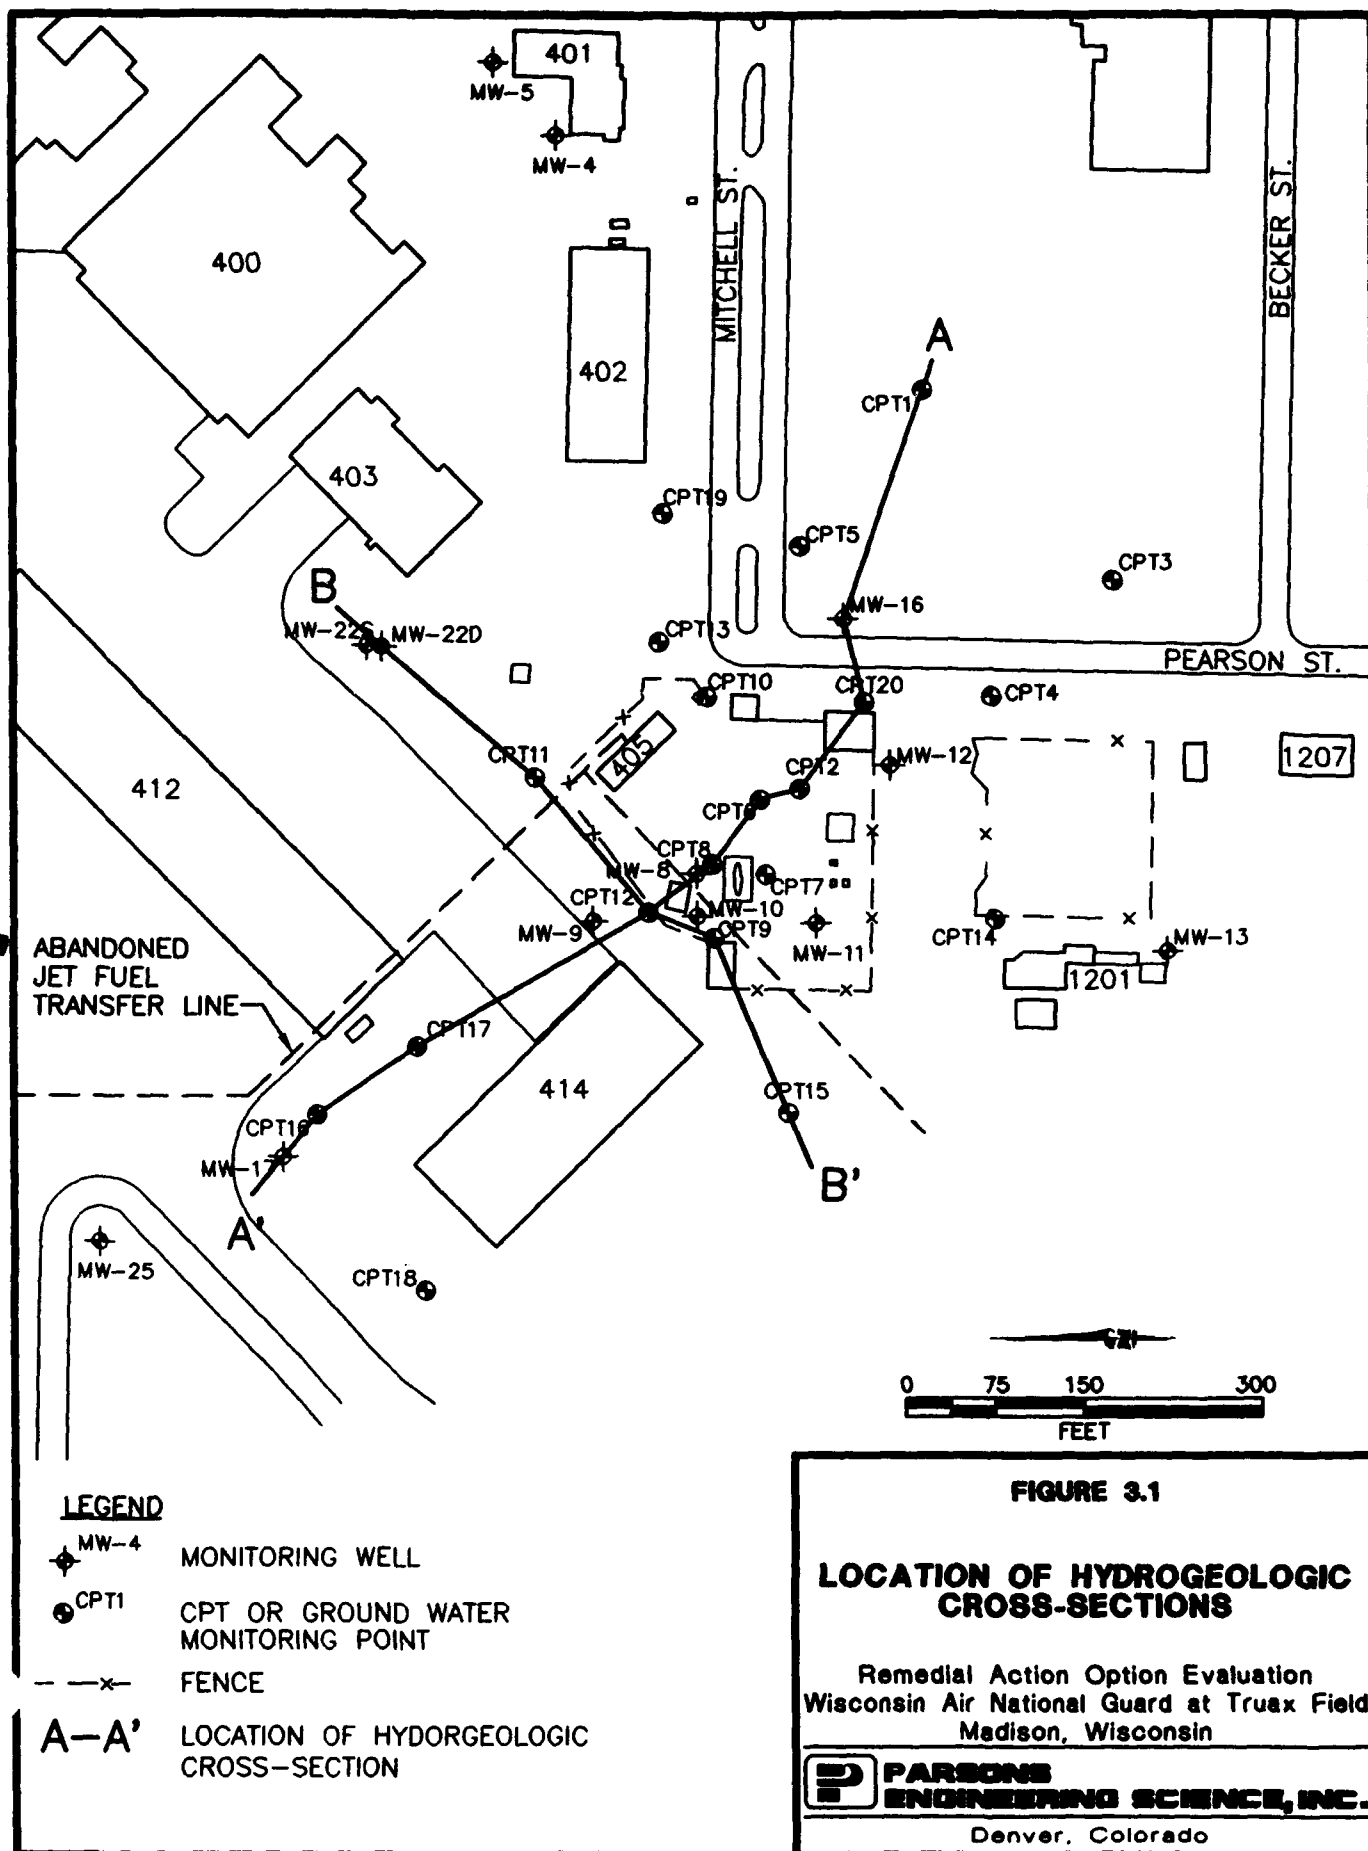 401
MW-5
MW-4
MITCHELL ST.
BECKER ST.
400
402
A
CPT1
403
CPT19
CPT5
CPT3
B
MW-16
MW-22S
MW-22D
CPT13
PEARSON ST.
CPT10
CPT20
CPT4
405
CPT11
MW-12
1207
412
CPT2
CPT6
CPT8
MW-8
CPT7
CPT12
MW-10
MW-9
CPT9
MW-11
CPT14
MW-13
ABANDONED
JET FUEL
TRANSFER LINE
1201
CPT17
414
CPT15
CPT16
MW-17
B'
A'
MW-25
CPT18
0 75 150 300
FEET
LEGEND
MW-4
MONITORING WELL
CPT1
CPT OR GROUND WATER
MONITORING POINT
FENCE
A-A'
LOCATION OF HYDORGEOLOGIC
CROSS-SECTION
FIGURE 3.1
LOCATION OF HYDROGEOLOGIC
CROSS-SECTIONS
Remedial Action Option Evaluation
Wisconsin Air National Guard at Truax Field
Madison, Wisconsin
PARSONS
ENGINEERING SCIENCE, INC.
Denver, Colorado